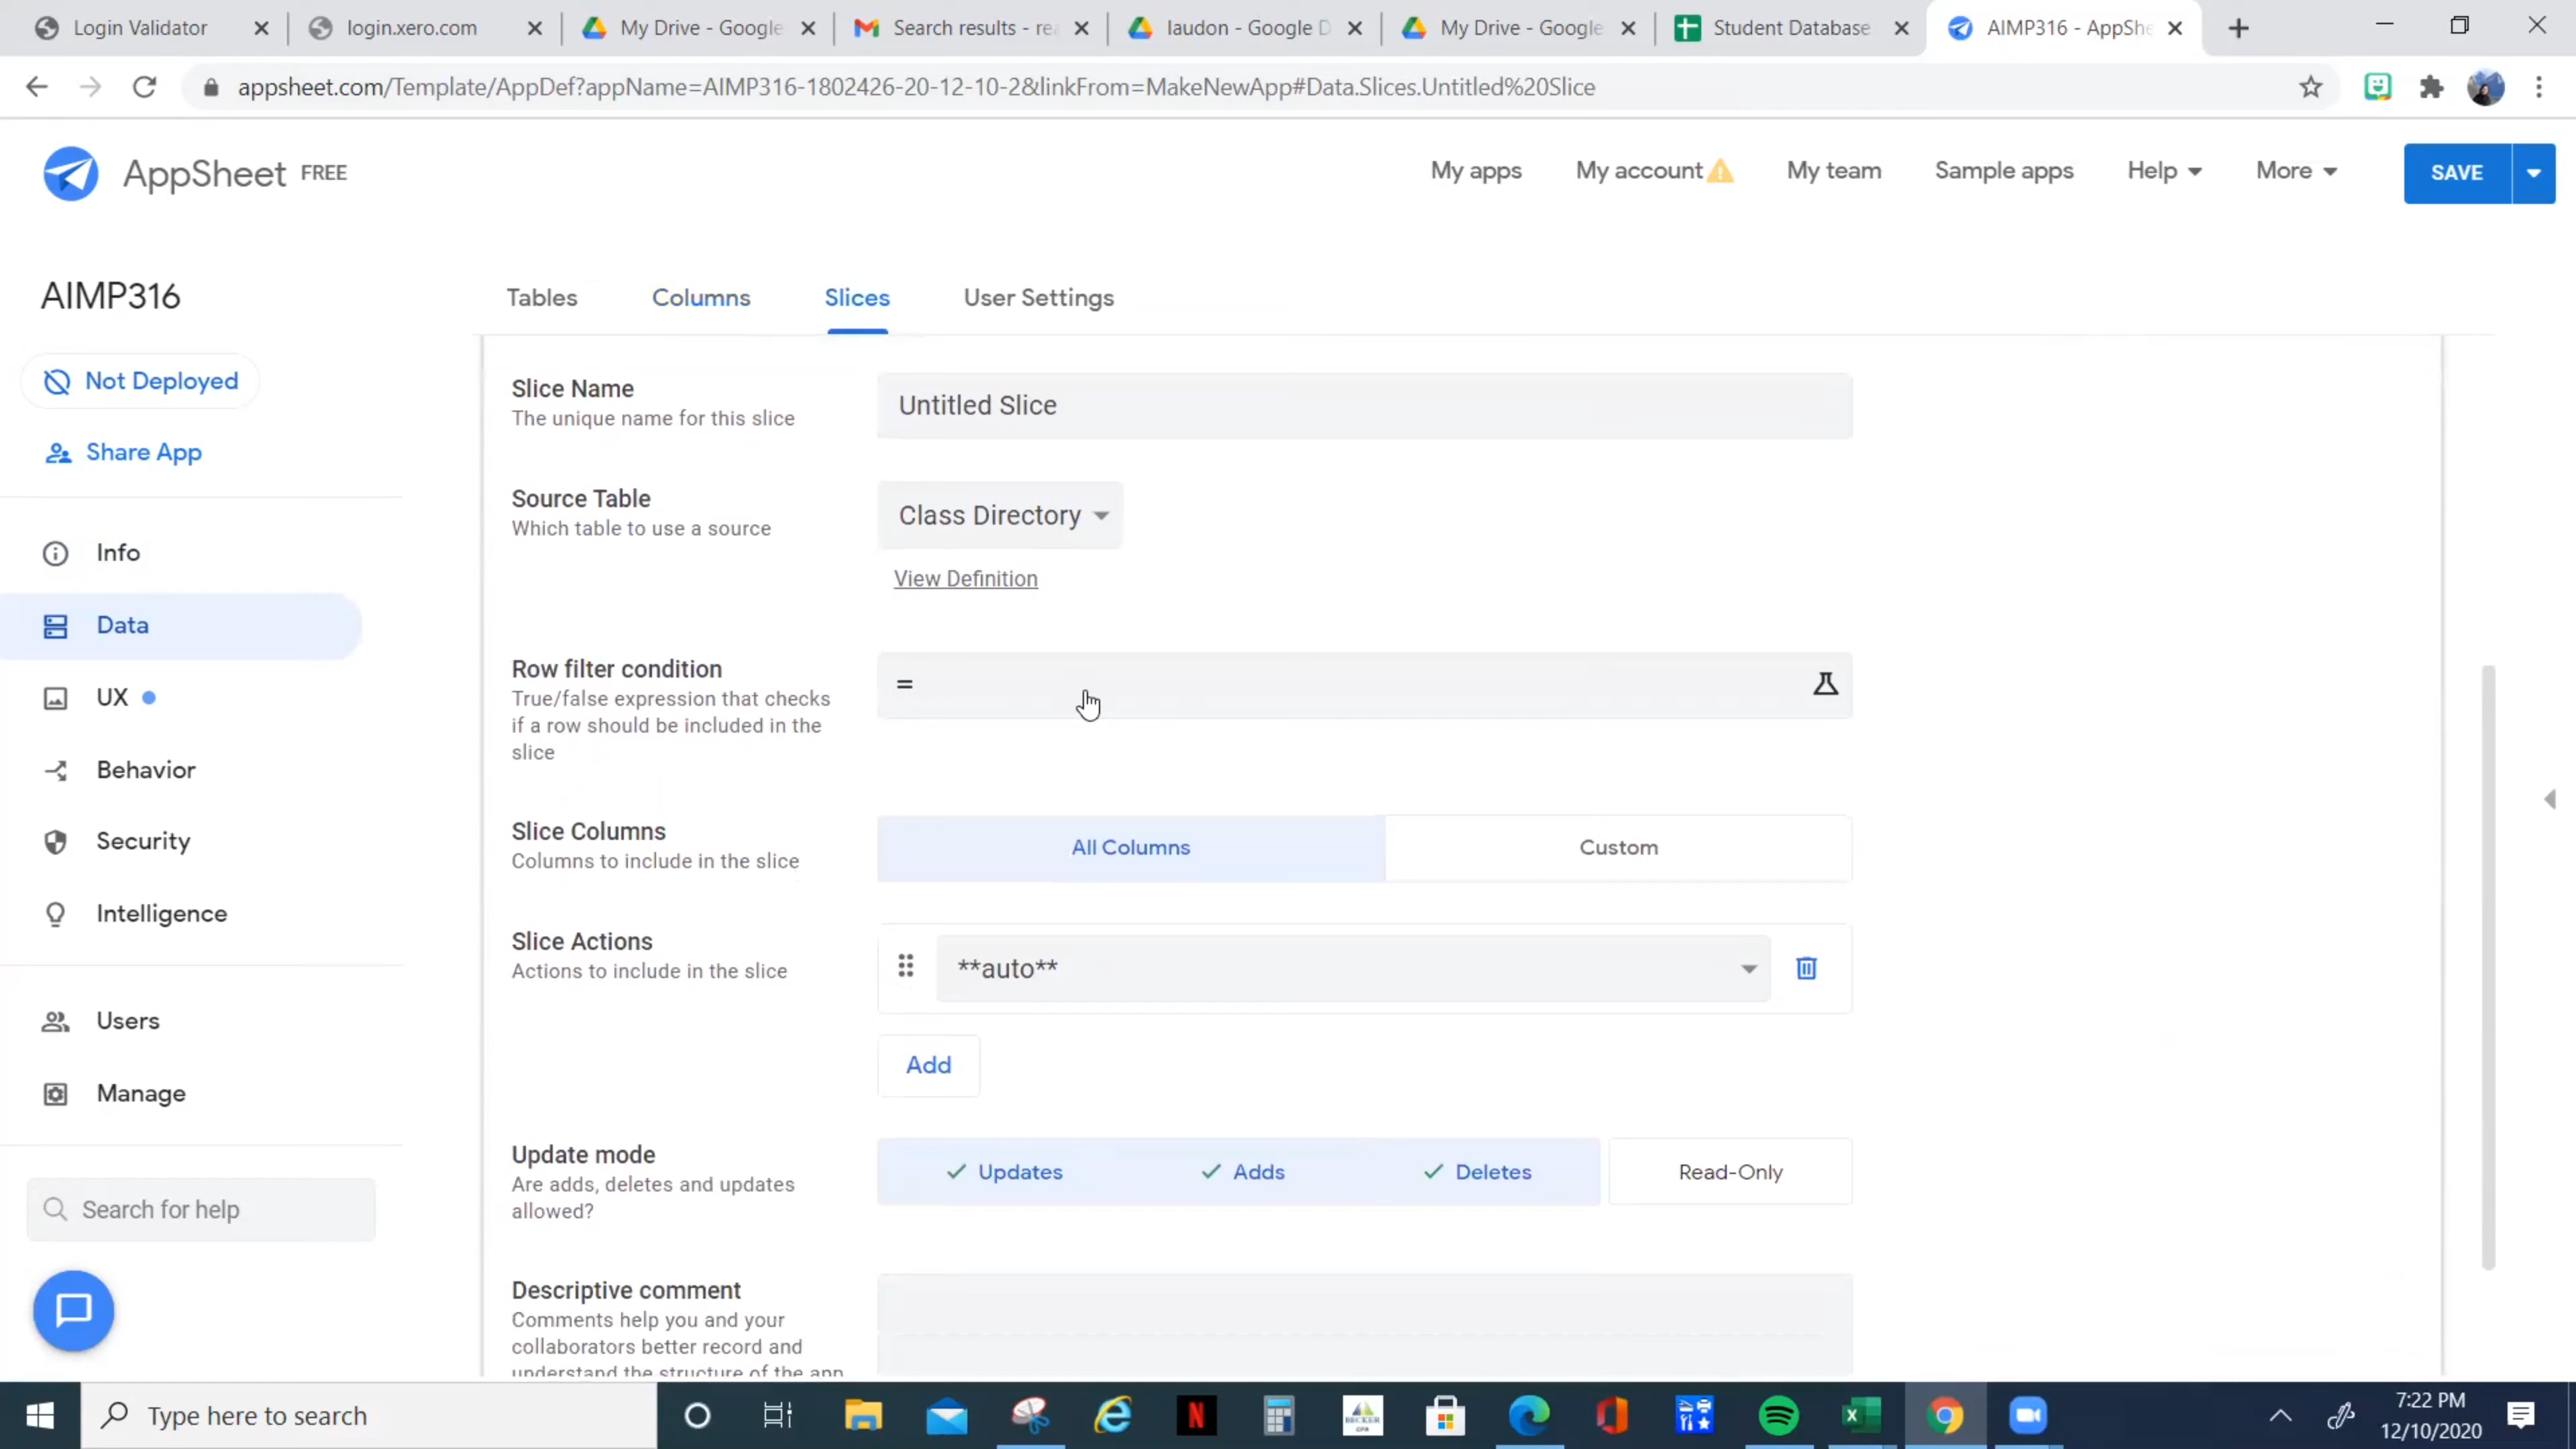 Login Validator
login.xero.com
My Drive - Google
Search results - rea
laudon - Google D
My Drive - Google
Student Database
AIMP316 - AppShe
appsheet.com/Template/AppDef?appName=AIMP316-1802426-20-12-10-2&linkFrom=MakeNewApp#Data.Slices.Untitled%20Slice
AppSheet FREE
My apps
My account
My team
Sample apps
Help
More
SAVE
AIMP316
Tables
Columns
Slices
User Settings
Not Deployed
Share App
Info
Data
UX
Behavior
Security
Intelligence
Users
Manage
Search for help
Slice Name
The unique name for this slice
Untitled Slice
Source Table
Which table to use a source
Class Directory
View Definition
Row filter condition
True/false expression that checks
if a row should be included in the
slice
=
Slice Columns
Columns to include in the slice
All Columns
Custom
Slice Actions
Actions to include in the slice
**auto**
Add
Update mode
Are adds, deletes and updates
allowed?
Updates
Adds
Deletes
Read-Only
Descriptive comment
Comments help you and your
collaborators better record and
understand the structure of the app
Type here to search
BECKER
CPA
7:22 PM
12/10/2020